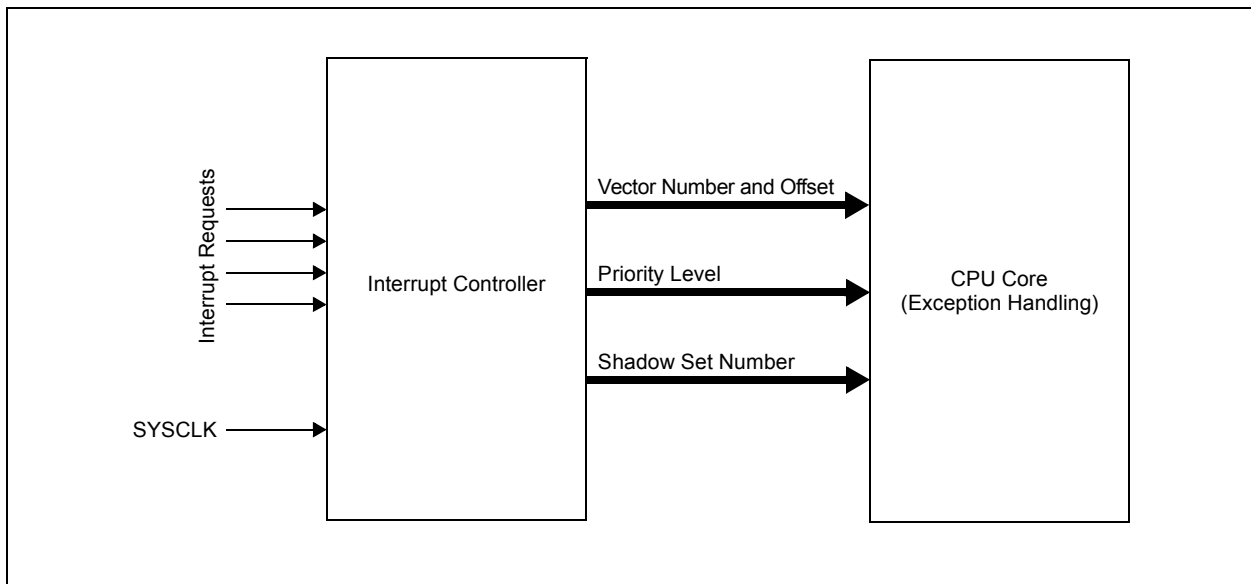 Interrupt Requests
SYSCLK
Interrupt Controller
Vector Number and Offset
Priority Level
Shadow Set Number
CPU Core
(Exception Handling)